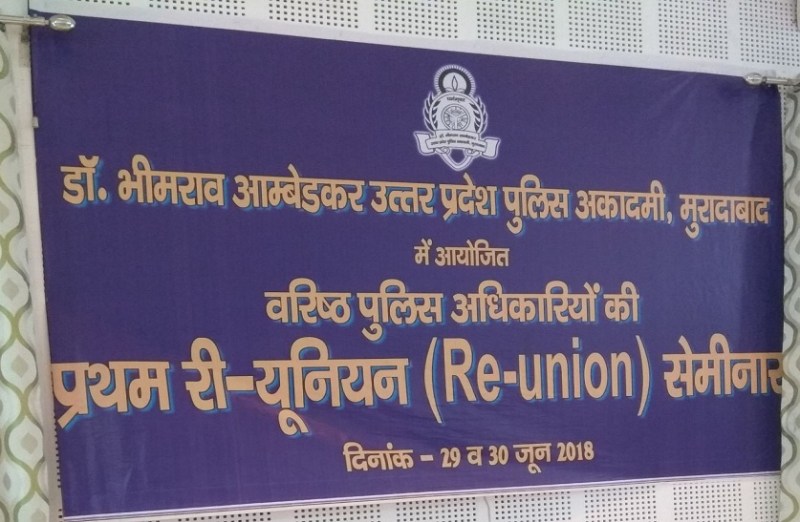 डॉ. भीमराव आम्बेडकर उत्तर प्रदेश पुलिस अकादमी, मुरादाबाद
में आयोजित
वरिष्ठ पुलिस अधिकारियों की
प्रथम री-यूनियन (Re-union) सेमीनार
दिनांक - 29 व 30 जून 2018